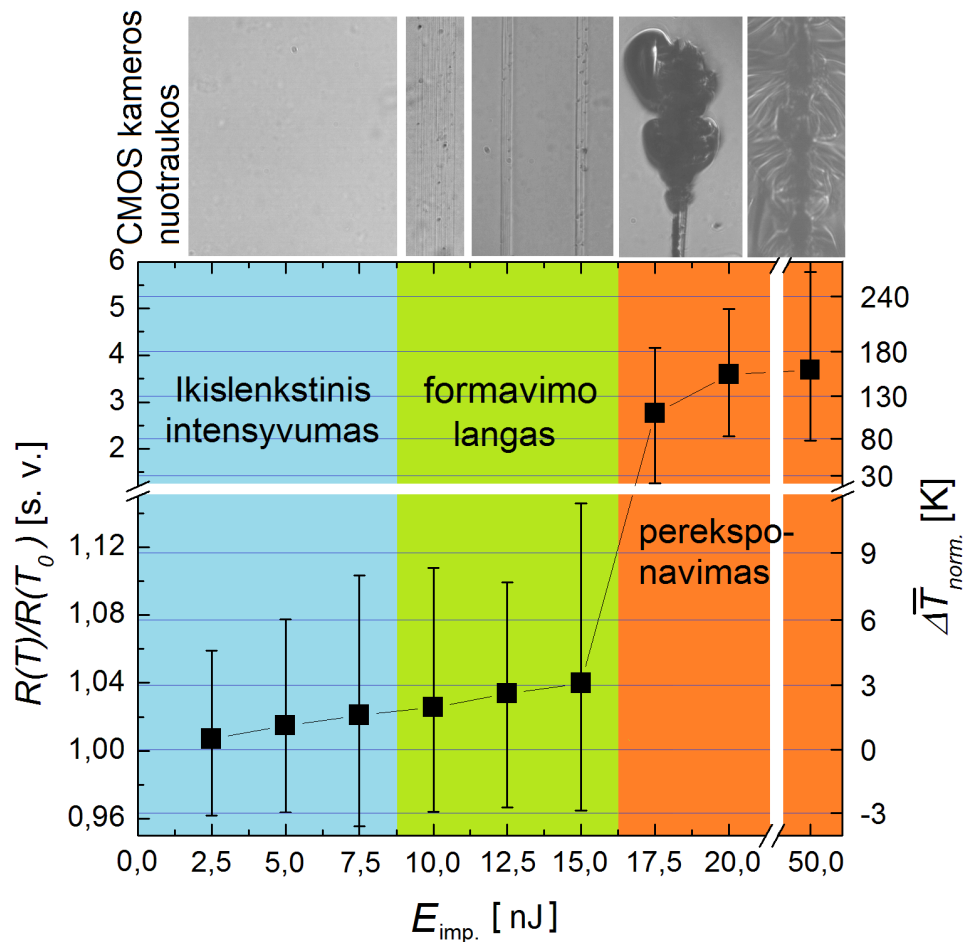 CMOS kameros
nuotraukos
6
5
4
3
2
1,12
1,08
1,04
1,00
0,96
R(T)/R(T₀) [s. v.]
Ikislenkstinis
intensyvumas
formavimo
langas
perekspo-
navimas
240
180
130
80
30
9
6
3
0
-3
ΔT̅norm. [K]
0,0 2,5 5,0 7,5 10,0 12,5 15,0 17,5 20,0 50,0
Eimp. [ nJ]